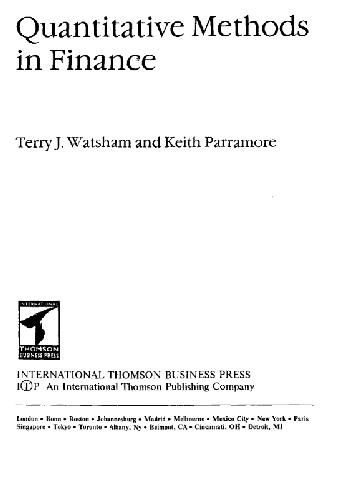 Quantitative Methods
in Finance
Terry J. Watsham and Keith Parramore
INTERNATIONAL
THOMSON
BUSINESS PRESS
INTERNATIONAL THOMSON BUSINESS PRESS
I(T)P An International Thomson Publishing Company
London • Bonn • Boston • Johannesburg • Madrid • Melbourne • Mexico City • New York • Paris
Singapore • Tokyo • Toronto • Albany, Ny • Belmont, CA • Cincinnati, OH • Detroit, MI